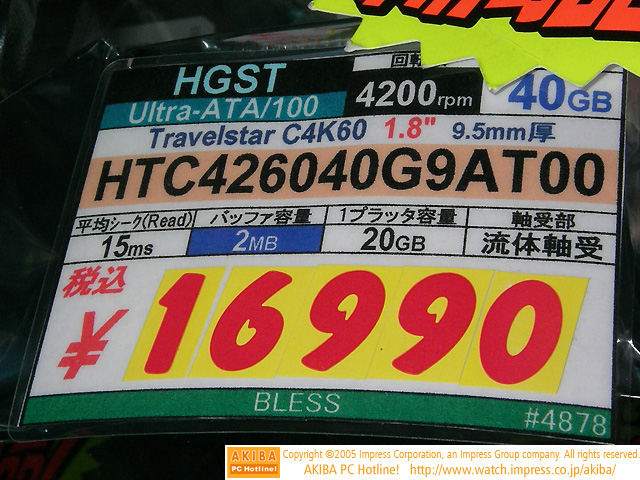 HGST
Ultra-ATA/100
4200rpm
40GB
Travelstar C4K60 1.8" 9.5mm厚
HTC426040G9AT00
平均シーク(Read) バッファ容量 1プラッタ容量 軸受部
15ms 2MB 20GB 流体軸受
税込
¥16990
BLESS
#4878
AKIBA
PC Hotline!
Copyright ©2005 Impress Corporation, an Impress Group company. All rights reserved.
AKIBA PC Hotline! http://www.watch.impress.co.jp/akiba/